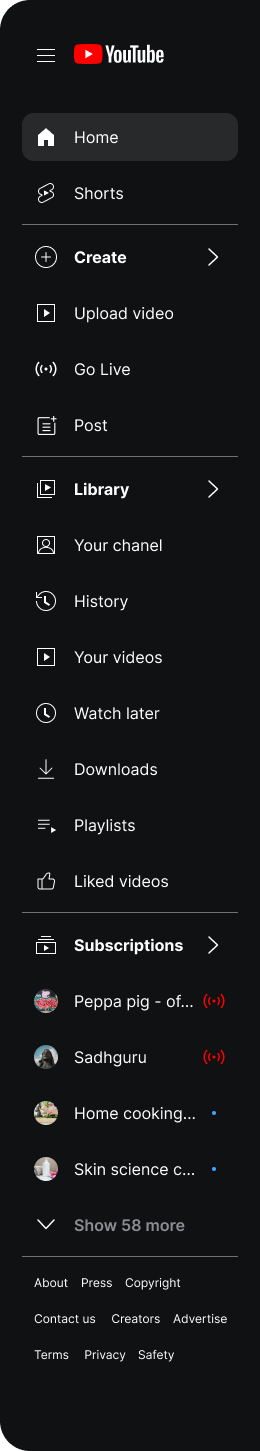 YouTube
Home
Shorts
Create
Upload video
Go Live
Post
Library
Your chanel
History
Your videos
Watch later
Downloads
Playlists
Liked videos
Subscriptions
Peppa pig - of...
Sadhguru
Home cooking...
Skin science c...
Show 58 more
About Press Copyright
Contact us Creators Advertise
Terms Privacy Safety